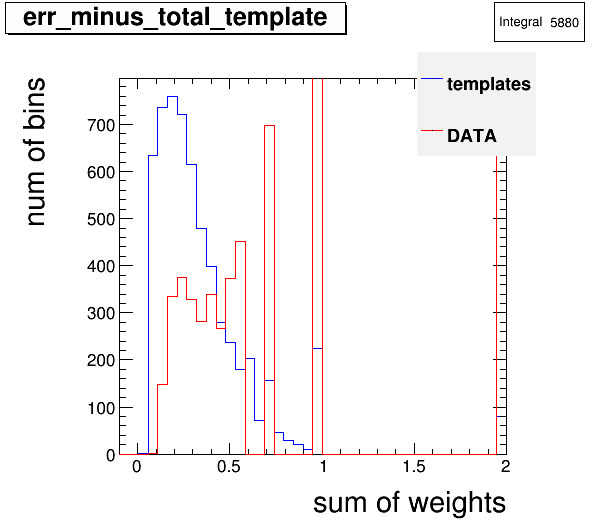 err_minus_total_template
Integral 5880
templates
DATA
num of bins
700
600
500
400
300
200
100
0
0 0.5 1 1.5 2
sum of weights